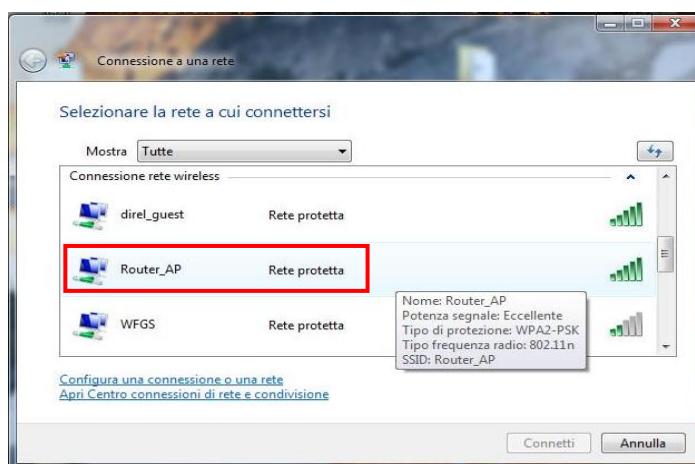 Connessione a una rete
Selezionare la rete a cui connettersi
Mostra Tutte
Connessione rete wireless
direl_guest Rete protetta
Router_AP Rete protetta
WFGS Rete protetta
Nome: Router_AP
Potenza segnale: Eccellente
Tipo di protezione: WPA2-PSK
Tipo frequenza radio: 802.11n
SSID: Router_AP
Configura una connessione o una rete
Apri Centro connessioni di rete e condivisione
Connetti Annulla